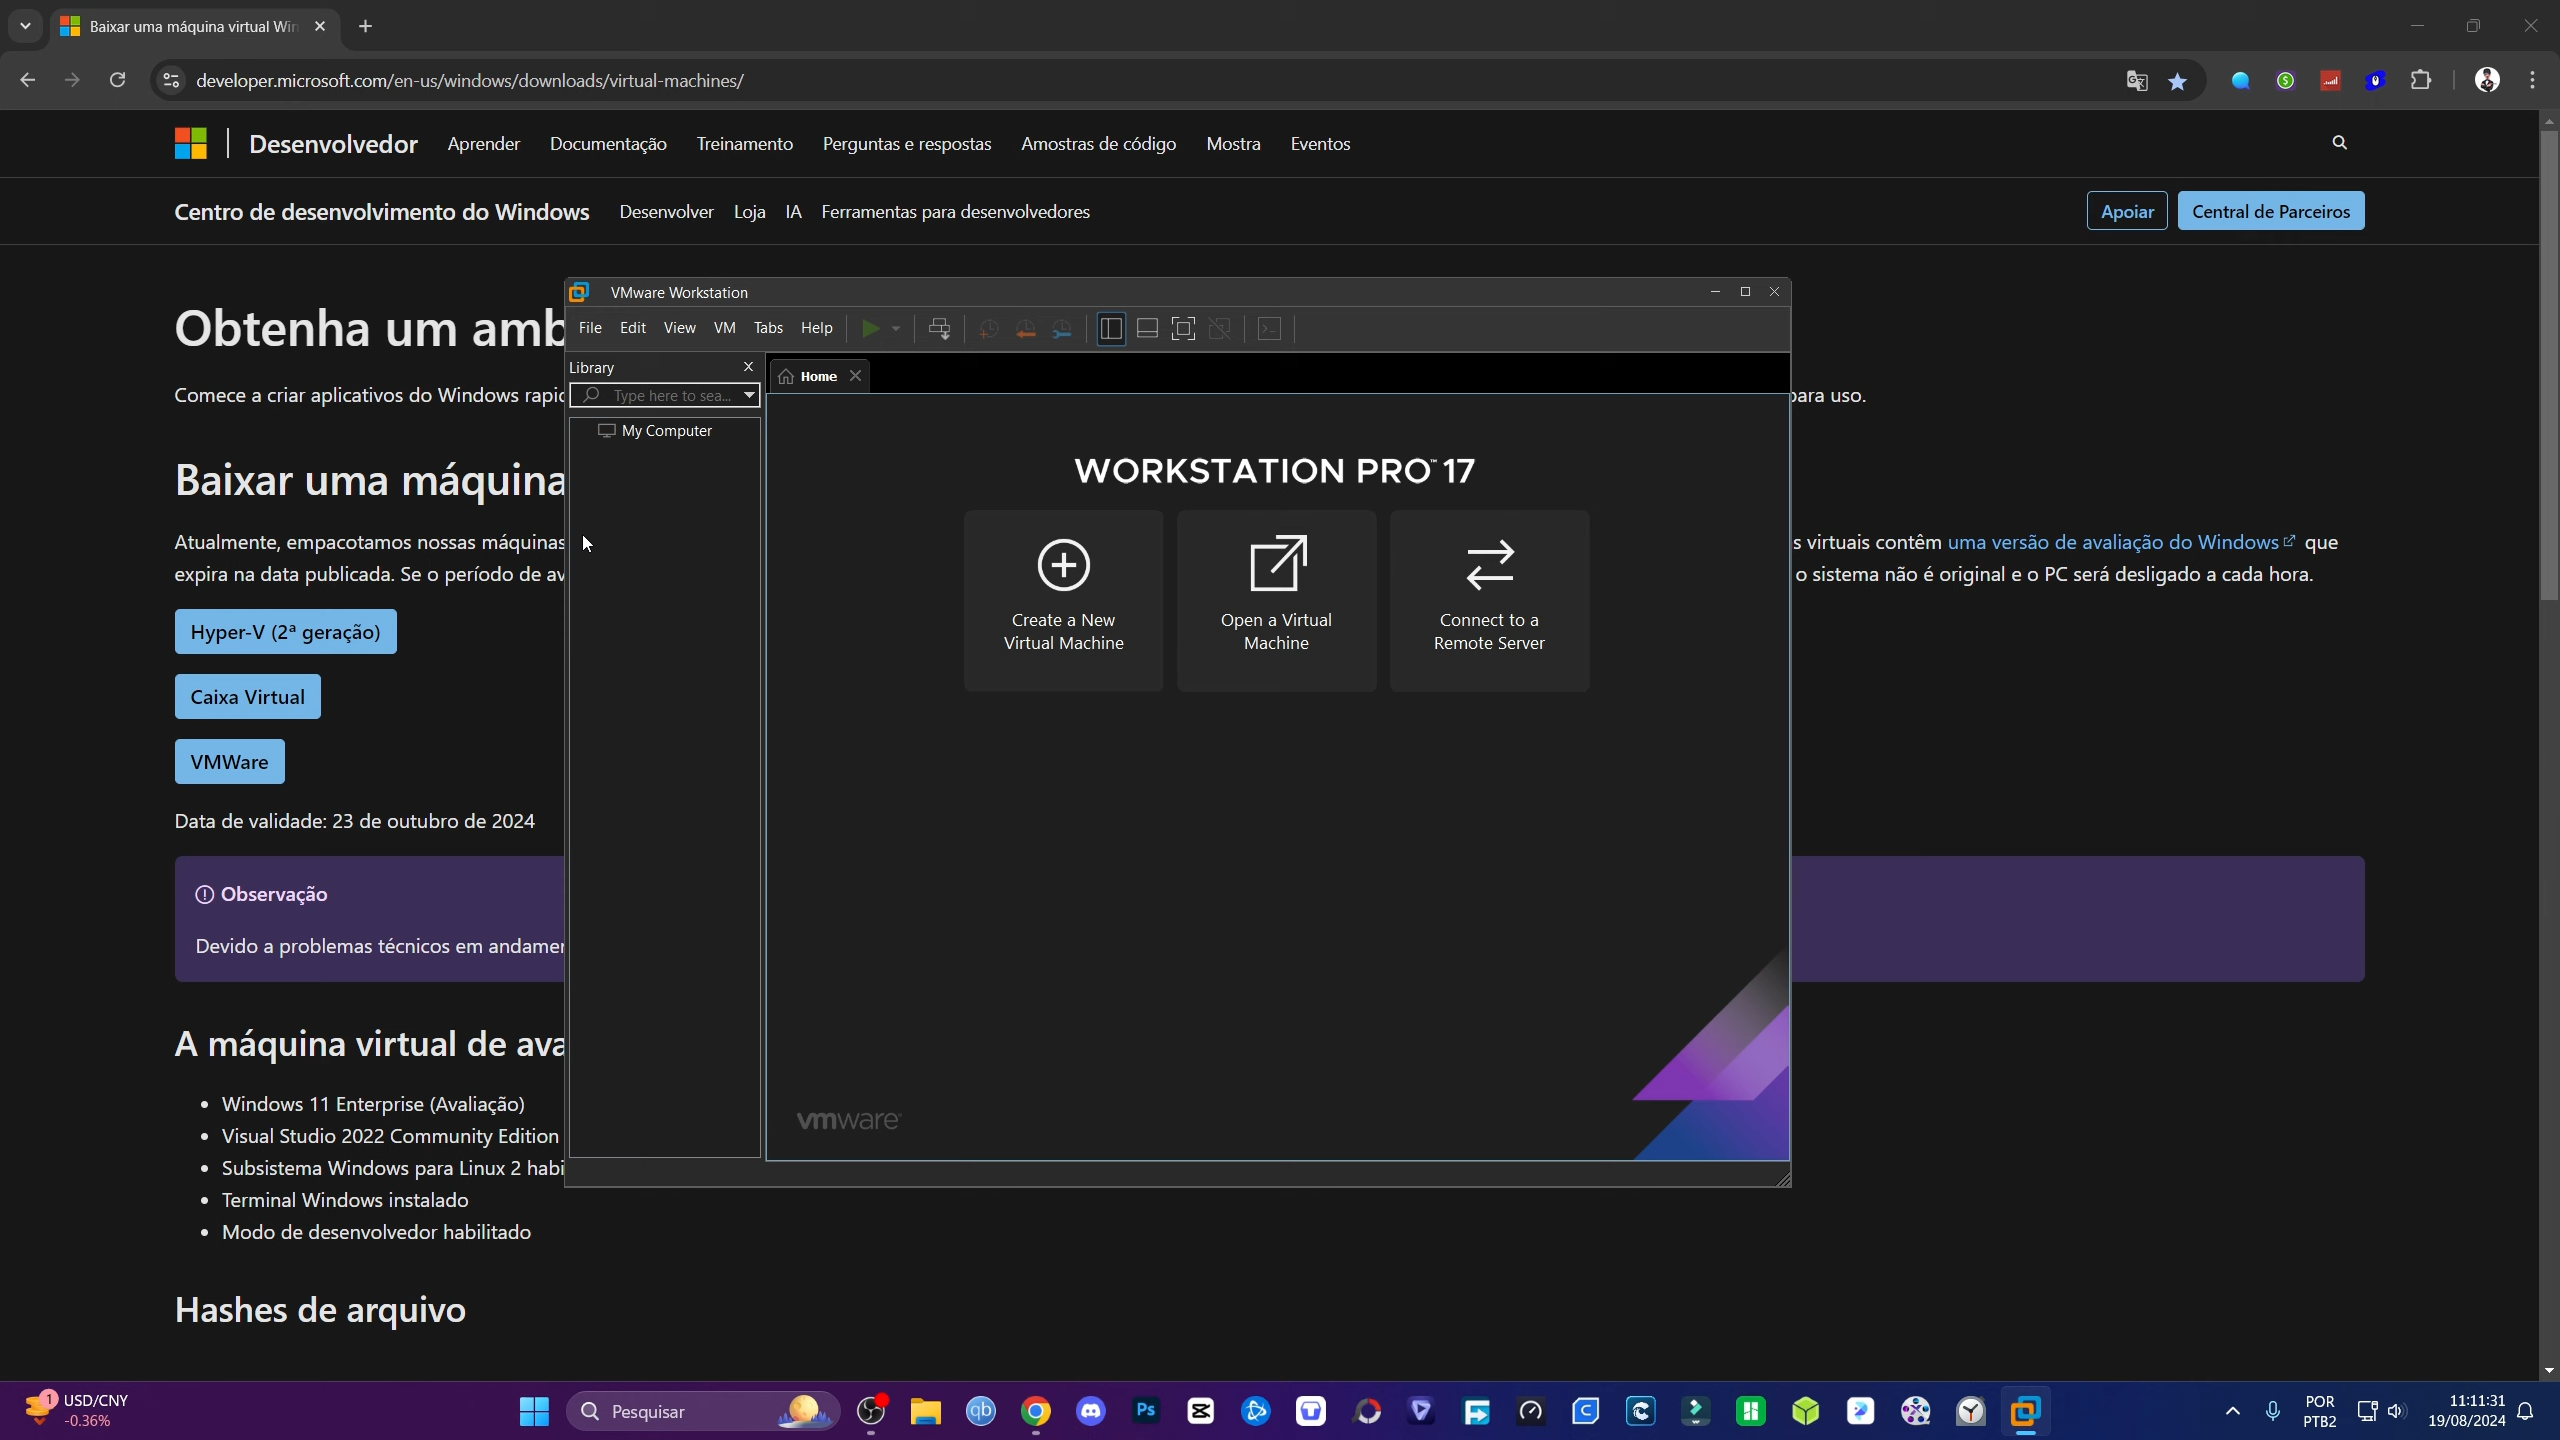 Baixar uma máquina virtual Win
developer.microsoft.com/en-us/windows/downloads/virtual-machines/
Desenvolvedor Aprender Documentação Treinamento Perguntas e respostas Amostras de código Mostra Eventos
Centro de desenvolvimento do Windows Desenvolver Loja IA Ferramentas para desenvolvedores Apoiar Central de Parceiros
Obtenha um amb
Comece a criar aplicativos do Windows rapid
para uso.
Baixar uma máquina
Atualmente, empacotamos nossas máquinas
s virtuais contêm uma versão de avaliação do Windows que
expira na data publicada. Se o período de av
o sistema não é original e o PC será desligado a cada hora.
Hyper-V (2ª geração)
Caixa Virtual
VMWare
Data de validade: 23 de outubro de 2024
Observação
Devido a problemas técnicos em andamen
A máquina virtual de ava
• Windows 11 Enterprise (Avaliação)
• Visual Studio 2022 Community Edition
• Subsistema Windows para Linux 2 habi
• Terminal Windows instalado
• Modo de desenvolvedor habilitado
Hashes de arquivo
VMware Workstation
File Edit View VM Tabs Help
Library
Type here to sea...
My Computer
Home
WORKSTATION PRO™ 17
Create a New
Virtual Machine
Open a Virtual
Machine
Connect to a
Remote Server
vmware
1
USD/CNY
-0.36%
Pesquisar
qb
Ps
POR
PTB2
11:11:31
19/08/2024